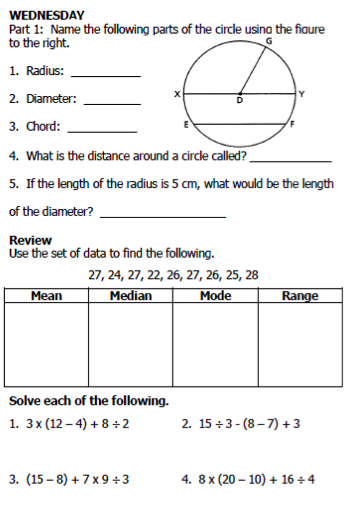 WEDNESDAY
Part 1: Name the following parts of the circle using the figure
to the right.
G
1. Radius: ____________
X
Y
2. Diameter: __________
D
3. Chord: ____________
E
F
4. What is the distance around a circle called? ______________
5. If the length of the radius is 5 cm, what would be the length
of the diameter? ____________________
Review
Use the set of data to find the following.
27, 24, 27, 22, 26, 27, 26, 25, 28
Mean Median Mode Range
Solve each of the following.
1. 3 x (12 – 4) + 8 ÷ 2 2. 15 ÷ 3 - (8 – 7) + 3
3. (15 – 8) + 7 x 9 ÷ 3 4. 8 x (20 – 10) + 16 ÷ 4